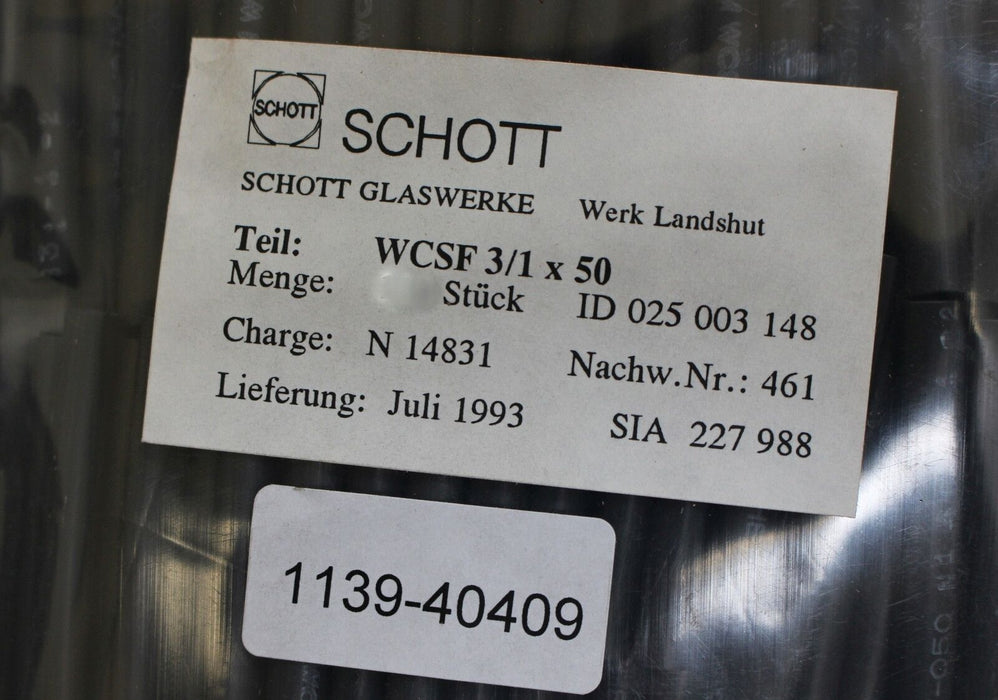 SCHOTT
SCHOTT
SCHOTT GLASWERKE Werk Landshut
Teil: WCSF 3/1 x 50
Menge: Stück ID 025 003 148
Charge: N 14831 Nachw.Nr.: 461
Lieferung: Juli 1993 SIA 227 988
1139-40409